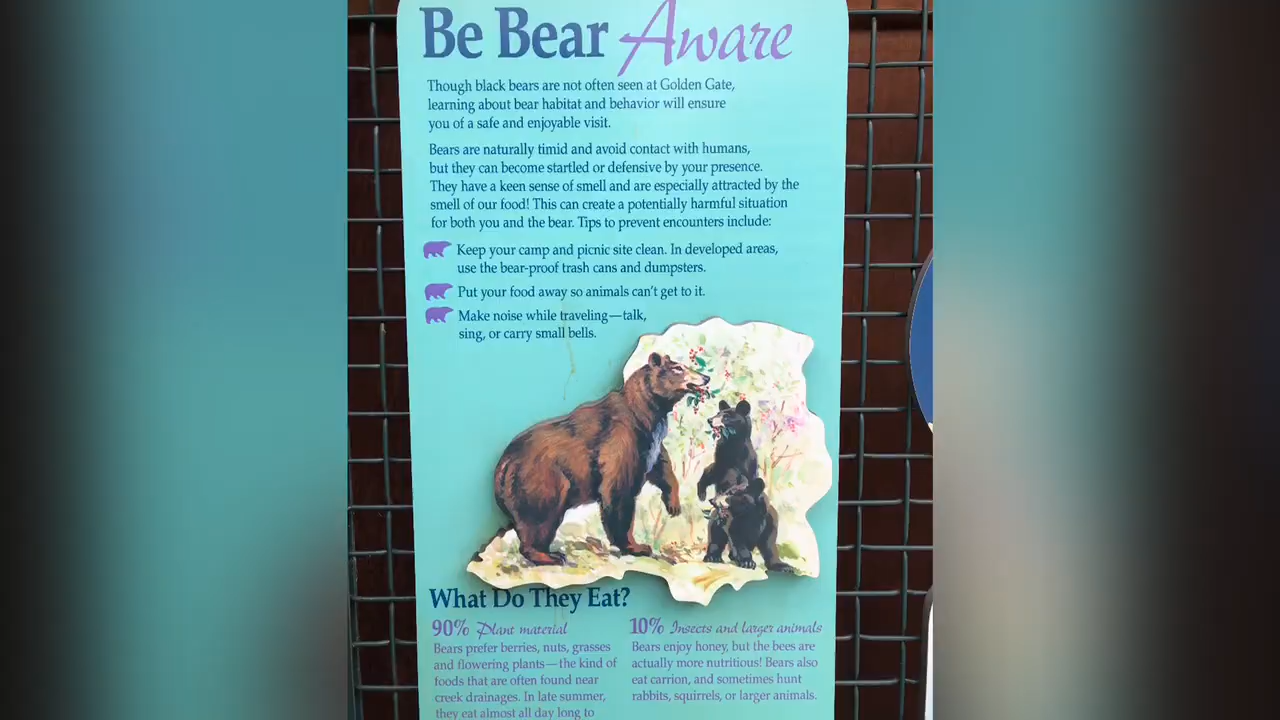 Be Bear Aware
Though black bears are not often seen at Golden Gate,
learning about bear habitat and behavior will ensure
you of a safe and enjoyable visit.
Bears are naturally timid and avoid contact with humans,
but they can become startled or defensive by your presence.
They have a keen sense of smell and are especially attracted by the
smell of our food! This can create a potentially harmful situation
for both you and the bear. Tips to prevent encounters include:
Keep your camp and picnic site clean. In developed areas,
use the bear-proof trash cans and dumpsters.
Put your food away so animals can't get to it.
Make noise while traveling—talk,
sing, or carry small bells.
What Do They Eat?
90% Plant material
Bears prefer berries, nuts, grasses
and flowering plants—the kind of
foods that are often found near
creek drainages. In late summer,
they eat almost all day long to
10% Insects and larger animals
Bears enjoy honey, but the bees are
actually more nutritious! Bears also
eat carrion, and sometimes hunt
rabbits, squirrels, or larger animals.